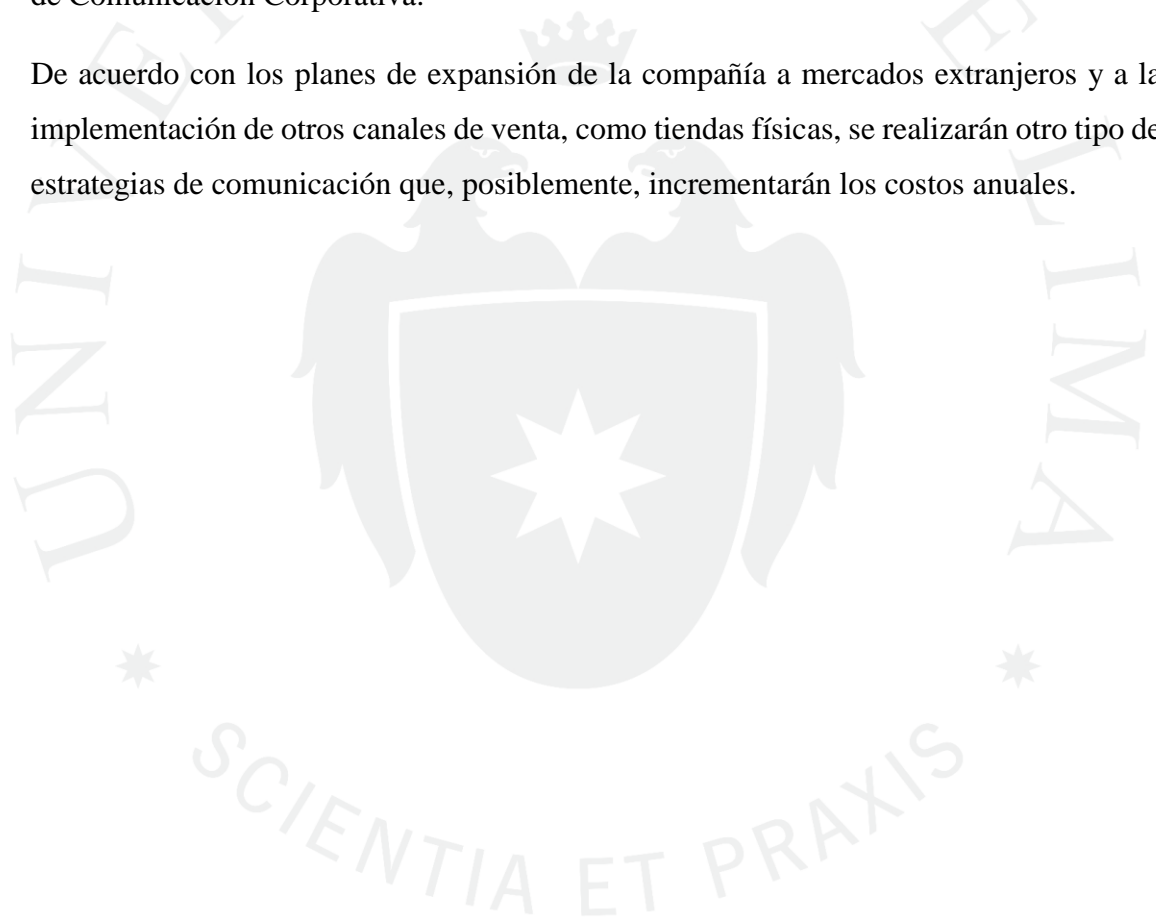 de Comunicación Corporativa.
De acuerdo con los planes de expansión de la compañía a mercados extranjeros y a la
implementación de otros canales de venta, como tiendas físicas, se realizarán otro tipo de
estrategias de comunicación que, posiblemente, incrementarán los costos anuales.
UNIVE
E LIMA
SCIENTIA ET PRAXIS